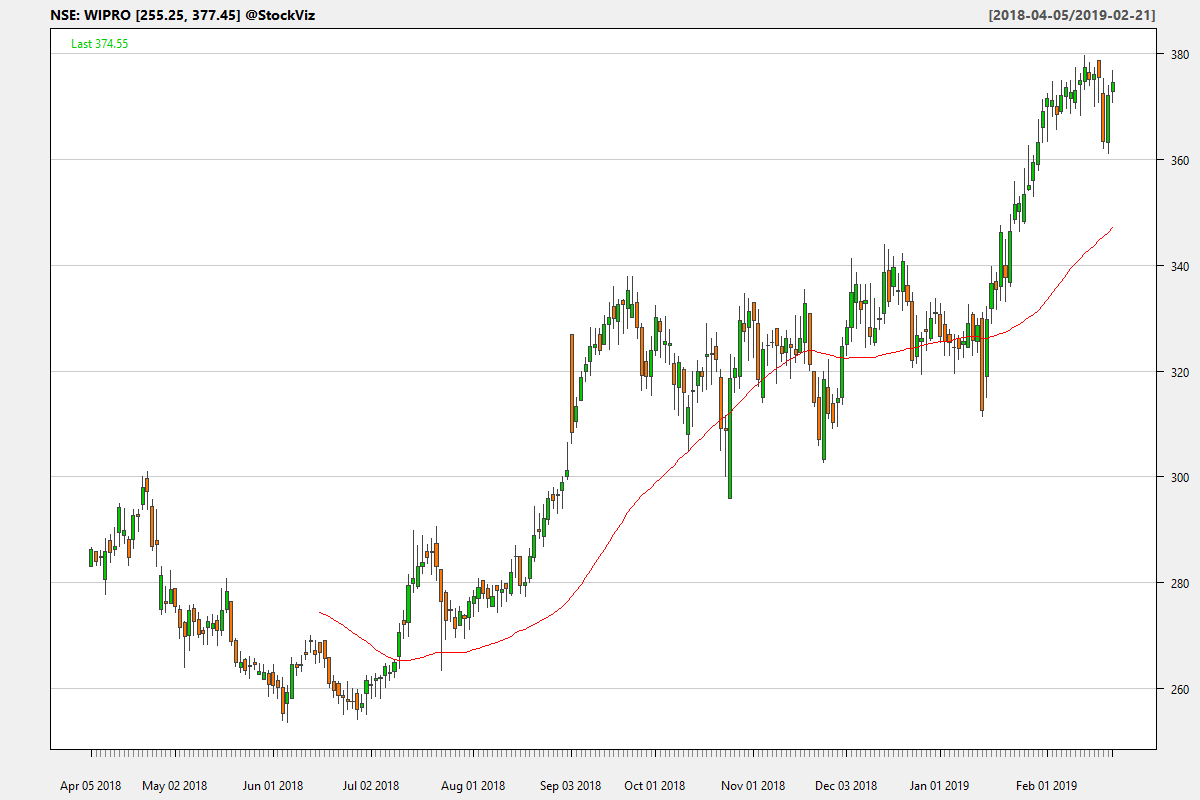 NSE: WIPRO [255.25, 377.45] @StockViz
[2018-04-05/2019-02-21]
Last 374.55
380
360
340
320
300
280
260
Apr 05 2018 May 02 2018 Jun 01 2018 Jul 02 2018 Aug 01 2018 Sep 03 2018 Oct 01 2018 Nov 01 2018 Dec 03 2018 Jan 01 2019 Feb 01 2019